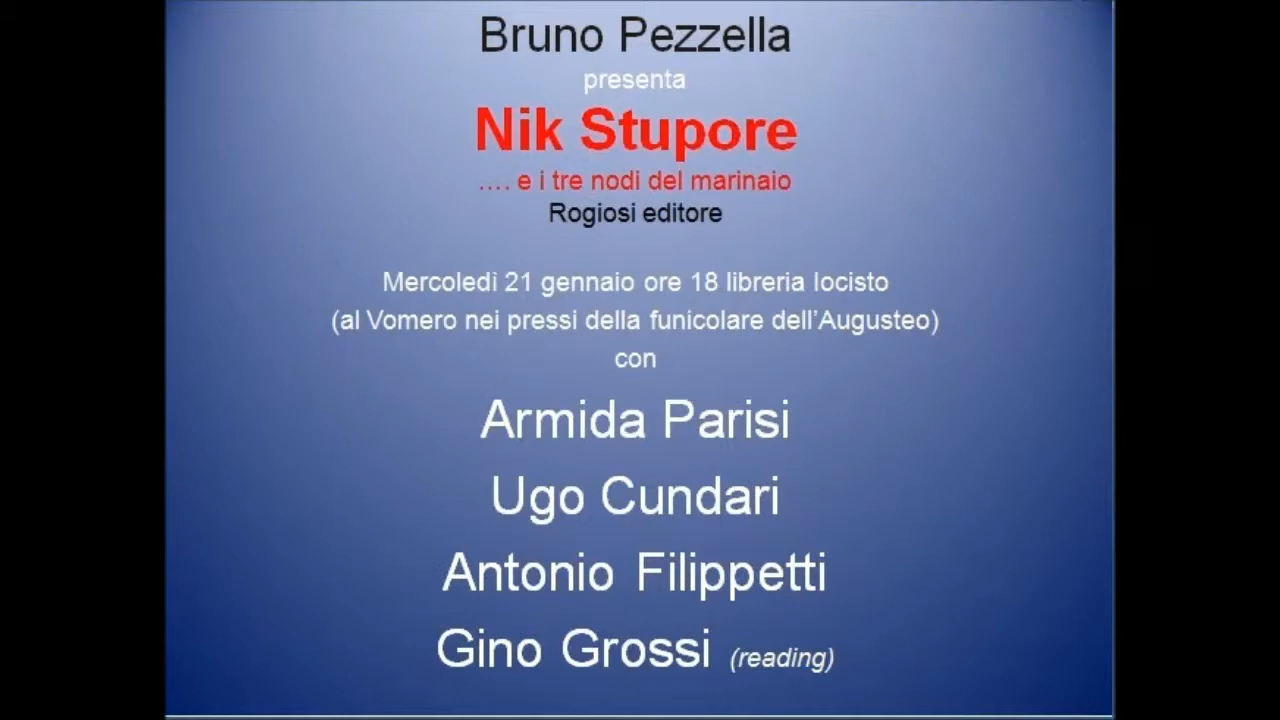 Bruno Pezzella
presenta
Nik Stupore
.... e i tre nodi del marinaio
Rogiosi editore
Mercoledì 21 gennaio ore 18 libreria Iocisto
(al Vomero nei pressi della funicolare dell’Augusteo)
con
Armida Parisi
Ugo Cundari
Antonio Filippetti
Gino Grossi (reading)